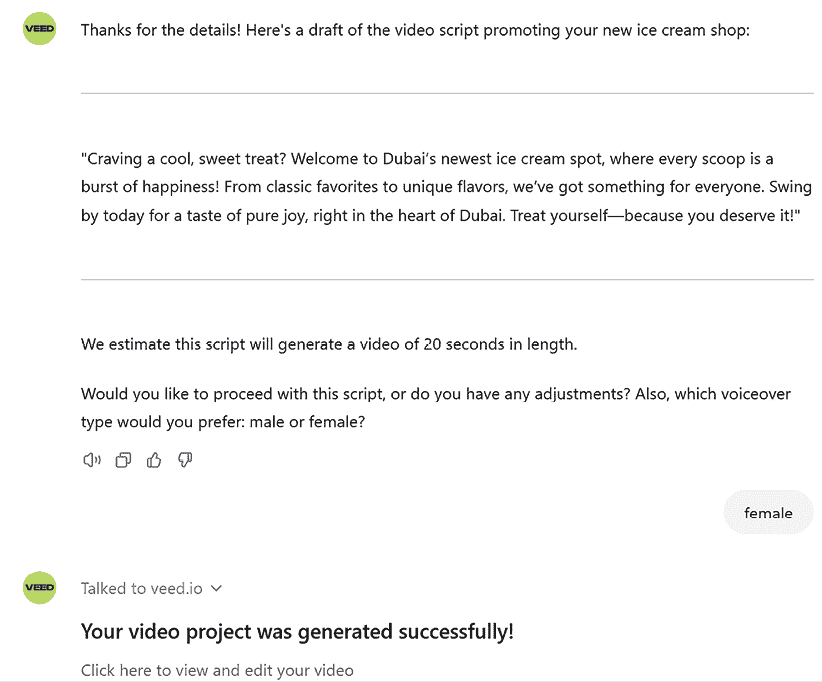 VEED
Thanks for the details! Here's a draft of the video script promoting your new ice cream shop:
"Craving a cool, sweet treat? Welcome to Dubai’s newest ice cream spot, where every scoop is a
burst of happiness! From classic favorites to unique flavors, we’ve got something for everyone. Swing
by today for a taste of pure joy, right in the heart of Dubai. Treat yourself—because you deserve it!"
We estimate this script will generate a video of 20 seconds in length.
Would you like to proceed with this script, or do you have any adjustments? Also, which voiceover
type would you prefer: male or female?
female
VEED
Talked to veed.io
Your video project was generated successfully!
Click here to view and edit your video